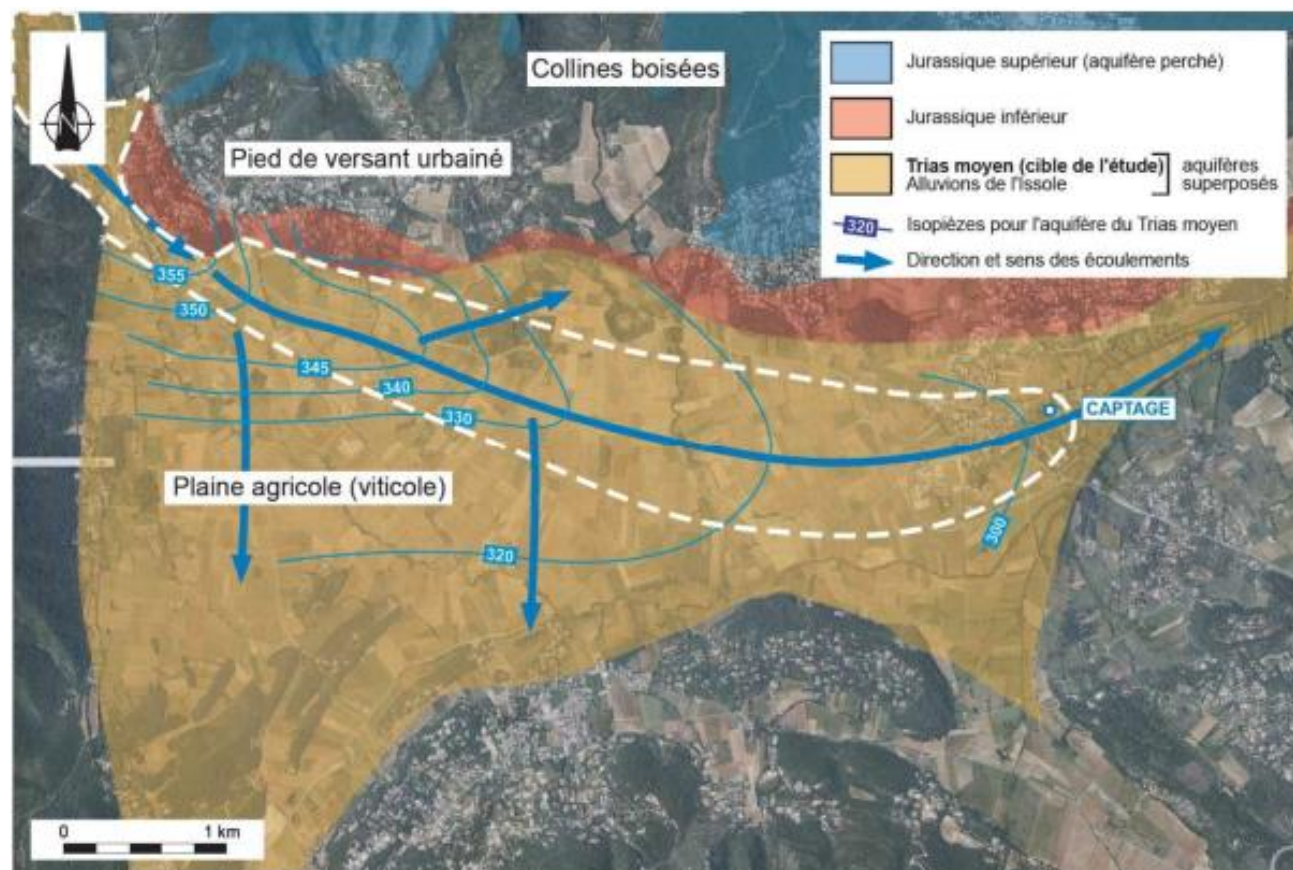 N
Collines boisées
Pied de versant urbainé
Jurassique supérieur (aquifère perché)
Jurassique inférieur
Trias moyen (cible de l'étude)
Alluvions de l'Issole
aquifères
superposés
320
Isopièzes pour l'aquifère du Trias moyen
Direction et sens des écoulements
355
350
345
340
330
CAPTAGE
Plaine agricole (viticole)
320
300
0 1 km